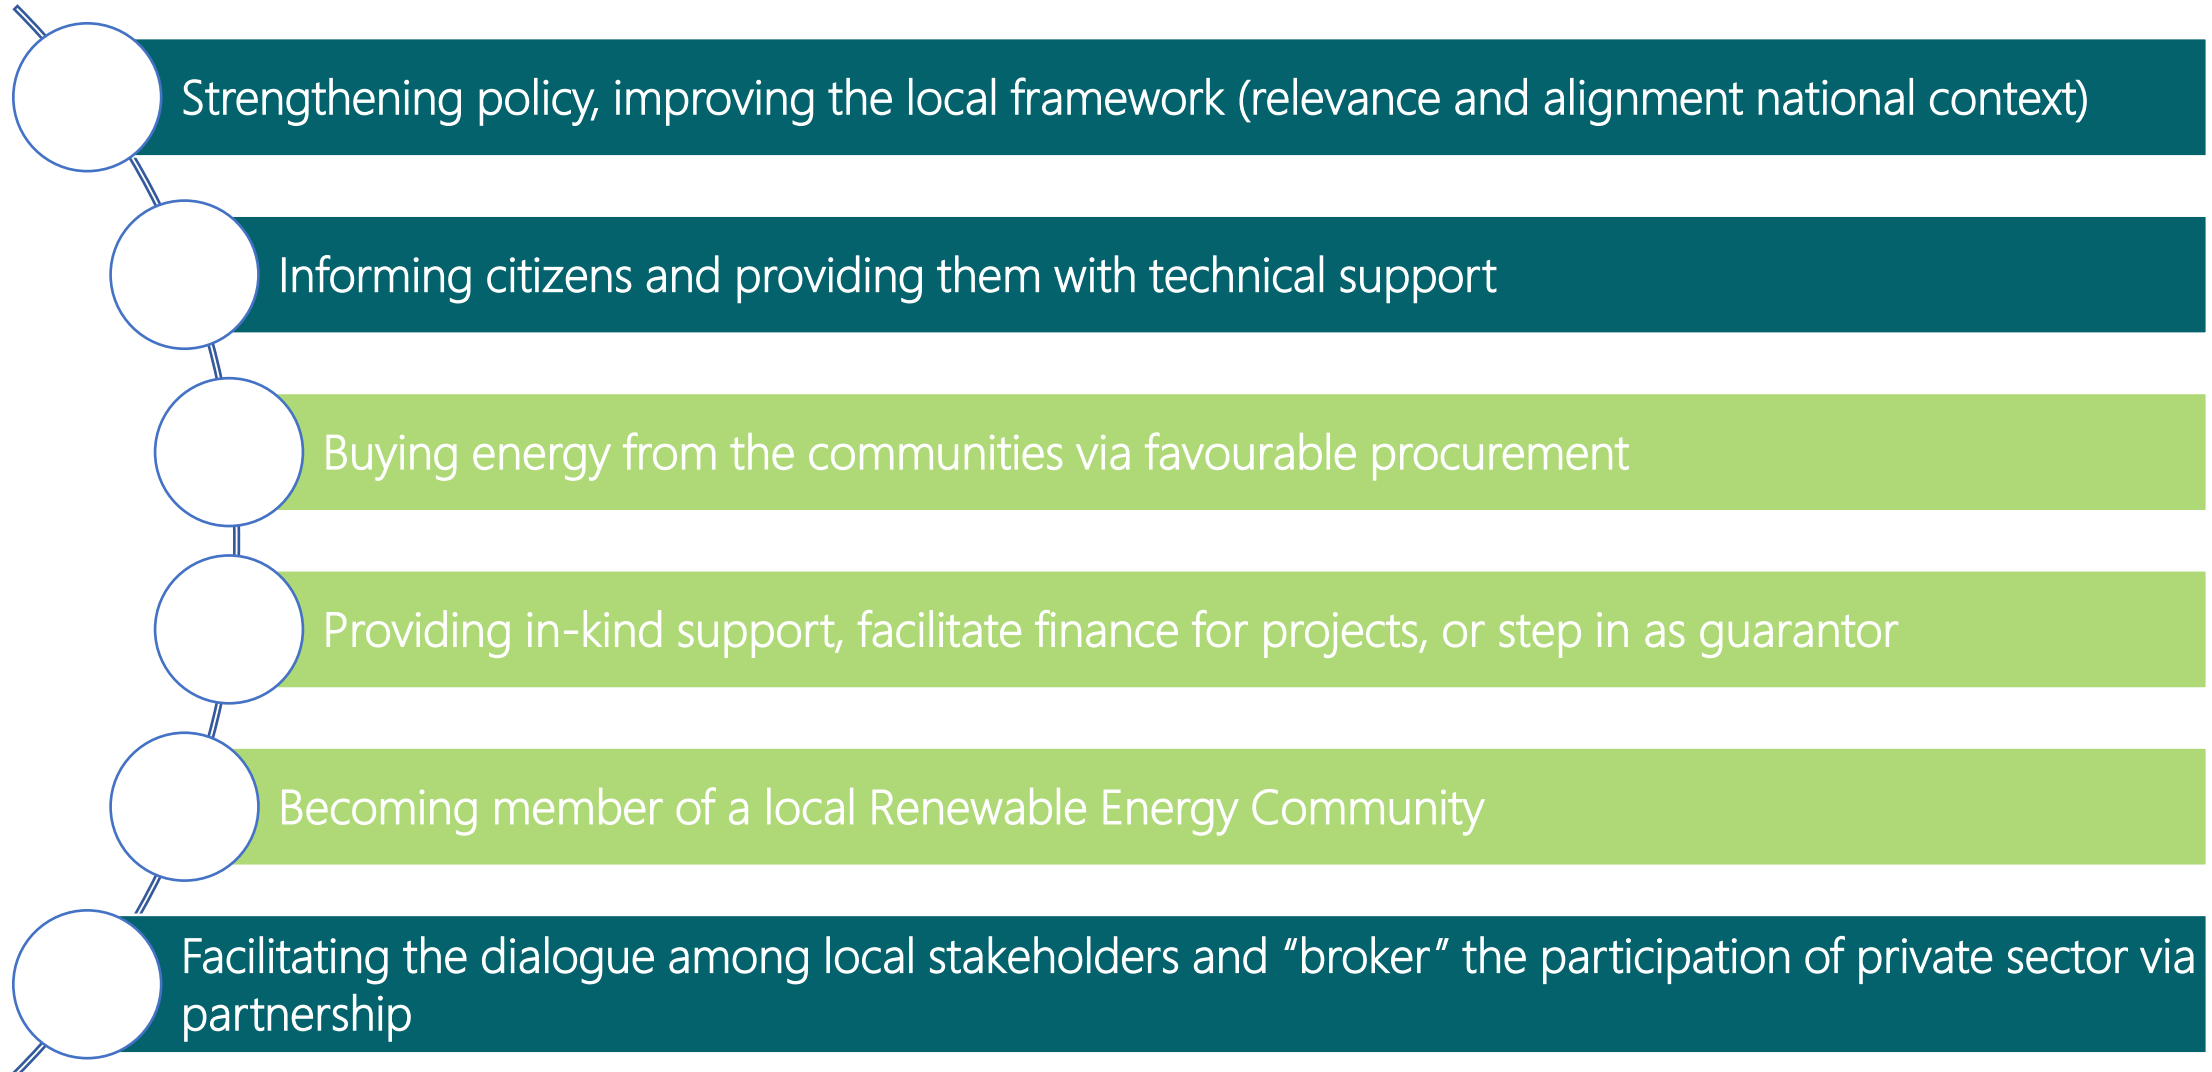 Strengthening policy, improving the local framework (relevance and alignment national context)
Informing citizens and providing them with technical support
Buying energy from the communities via favourable procurement
Providing in-kind support, facilitate finance for projects, or step in as guarantor
Becoming member of a local Renewable Energy Community
Facilitating the dialogue among local stakeholders and “broker” the participation of private sector via
partnership